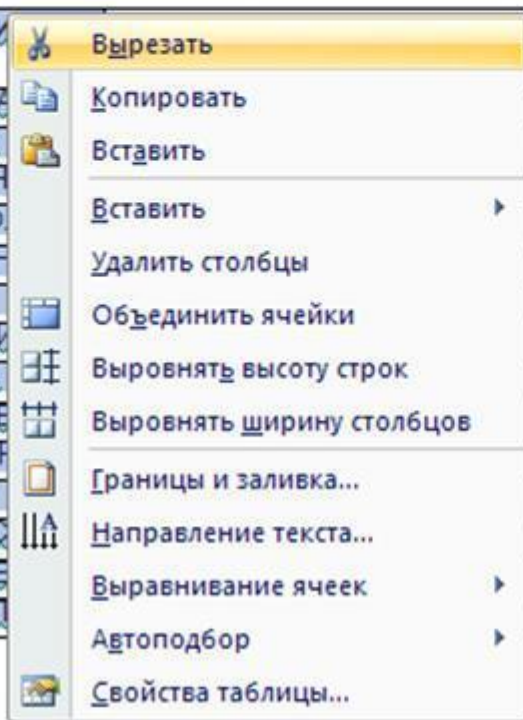 Вырезать
Копировать
Вставить
Вставить
Удалить столбцы
Объединить ячейки
Выровнять высоту строк
Выровнять ширину столбцов
Границы и заливка...
Направление текста...
Выравнивание ячеек
Автоподбор
Свойства таблицы...